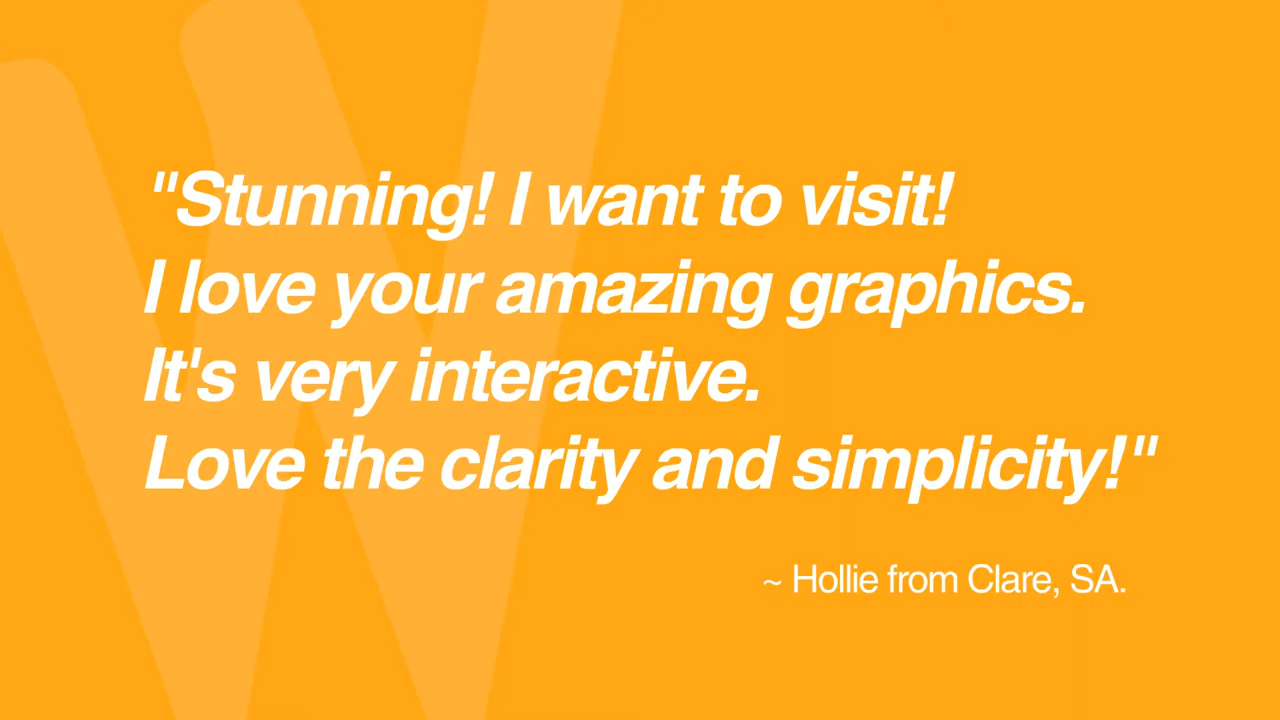 "Stunning! I want to visit!
I love your amazing graphics.
It's very interactive.
Love the clarity and simplicity!"
~ Hollie from Clare, SA.